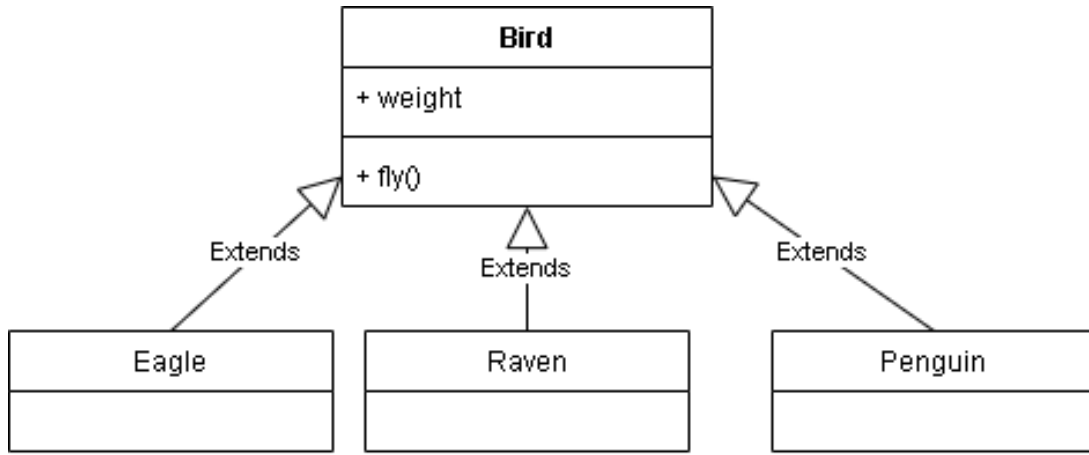 Bird
+ weight
+ fly()
Extends
Extends
Extends
Eagle
Raven
Penguin